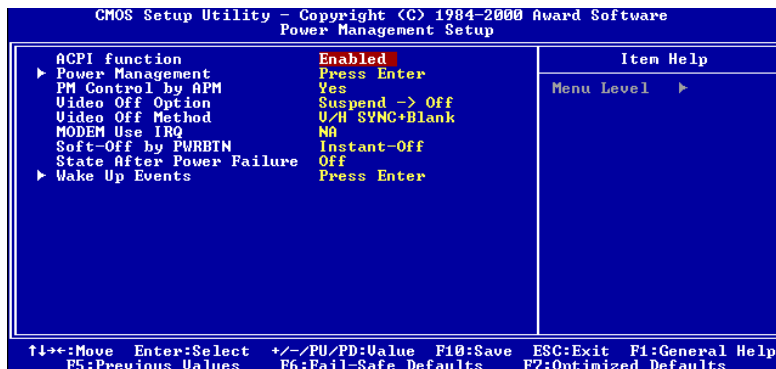 CMOS Setup Utility - Copyright (C) 1984-2000 Award Software
Power Management Setup
ACPI function Enabled
▶ Power Management Press Enter
PM Control by APM Yes
Video Off Option Suspend -> Off
Video Off Method V/H SYNC+Blank
MODEM Use IRQ NA
Soft-Off by PWRBTN Instant-Off
State After Power Failure Off
▶ Wake Up Events Press Enter
Item Help
Menu Level ▶
↑↓→←:Move Enter:Select +/-/PU/PD:Value F10:Save ESC:Exit F1:General Help
F5:Previous Values F6:Fail-Safe Defaults F7:Optimized Defaults